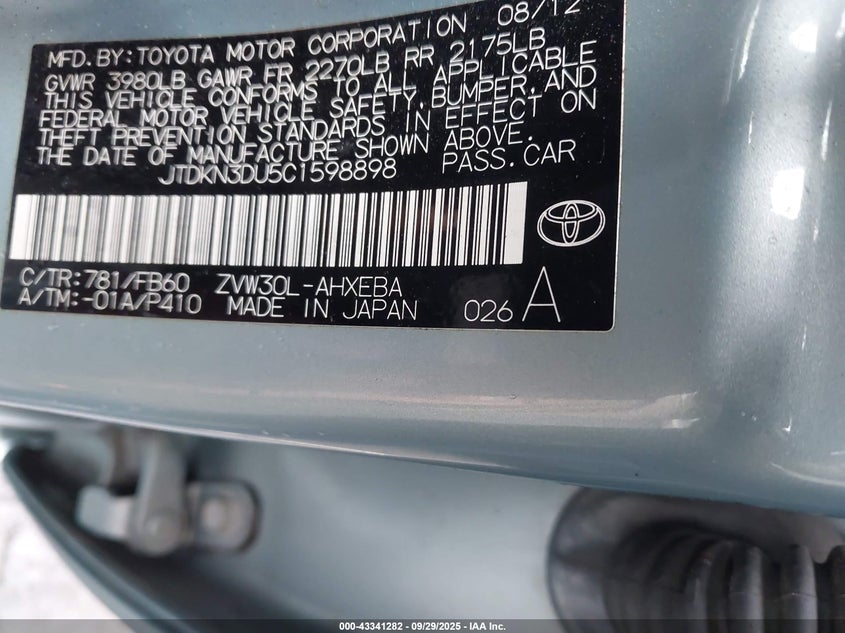 08/12
MFD.BY:TOYOTA MOTOR CORPORATION
GVWR 3980LB GAWR FR 2270LB RR 2175LB
THIS VEHICLE CONFORMS TO ALL APPLICABLE
FEDERAL MOTOR VEHICLE SAFETY,BUMPER,AND
THEFT PREVENTION STANDARDS IN EFFECT ON
THE DATE OF MANUFACTURE SHOWN ABOVE.
JTDKN3DU5C1598898 PASS.CAR
C/TR:781/FB60 ZVW30L-AHXEBA
A/TM:-01A/P410 MADE IN JAPAN 026 A
000-43341282 | 09/29/2025 - IAA Inc.